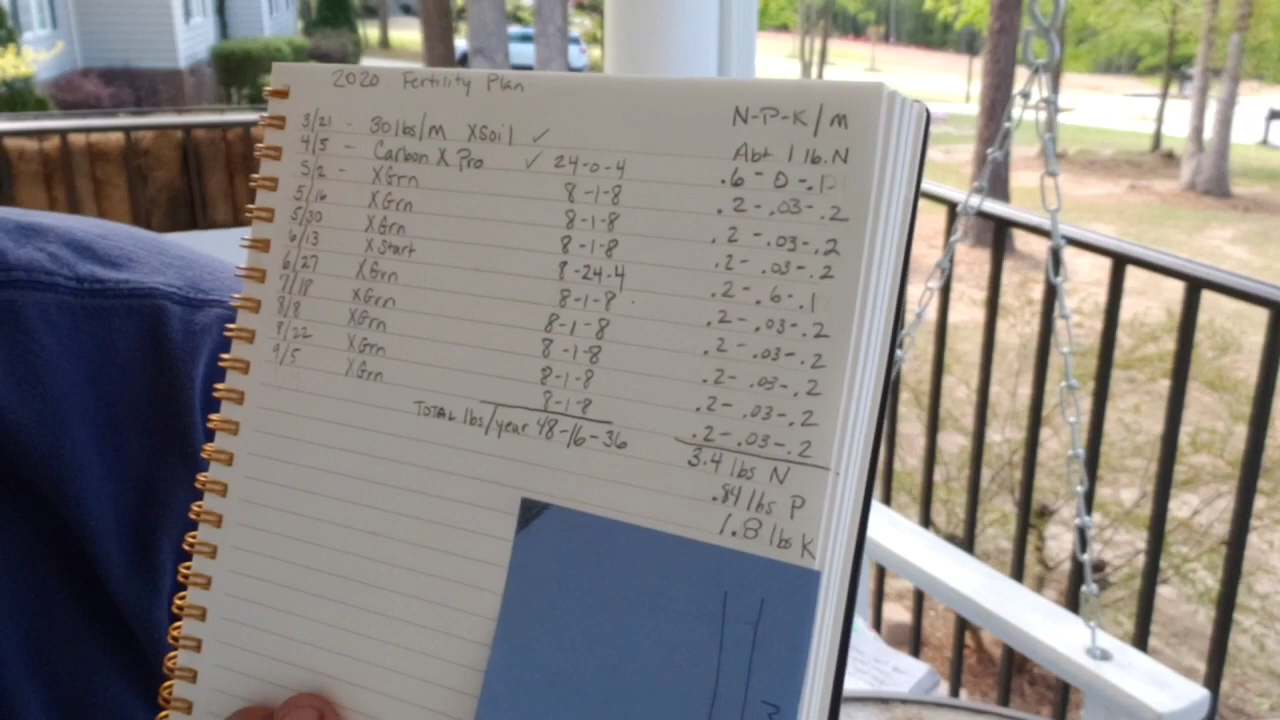 2020 Fertility Plan
N-P-K/m
3/21 - 30lbs/m XSoil ✓ Abt 1 lb. N
4/5 - Carbon X Pro ✓ 24-0-4 .6-0-.1
5/2 - XGrn 8-1-8 .2-.03-.2
5/16 XGrn 8-1-8 .2-.03-.2
5/30 XGrn 8-1-8 .2-.03-.2
6/13 XStart 8-24-4 .2-.6-.1
6/27 XGrn 8-1-8 .2-.03-.2
7/18 XGrn 8-1-8 .2-.03-.2
8/8 XGrn 8-1-8 .2-.03-.2
8/22 XGrn 8-1-8 .2-.03-.2
9/5 XGrn 8-1-8 .2-.03-.2
TOTAL lbs/year 48-16-36 3.4 lbs N
.84 lbs P
1.8 lbs K